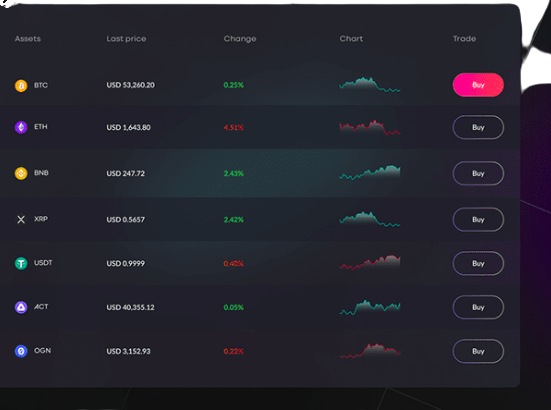 Assets Last price Change Chart Trade
BTC USD 53,260.20 0.25% Buy
ETH USD 1,643.80 4.51% Buy
BNB USD 247.72 2.43% Buy
XRP USD 0.5657 2.42% Buy
USDT USD 0.9999 0.40% Buy
ACT USD 40,355.12 0.05% Buy
OGN USD 3,152.93 0.22% Buy